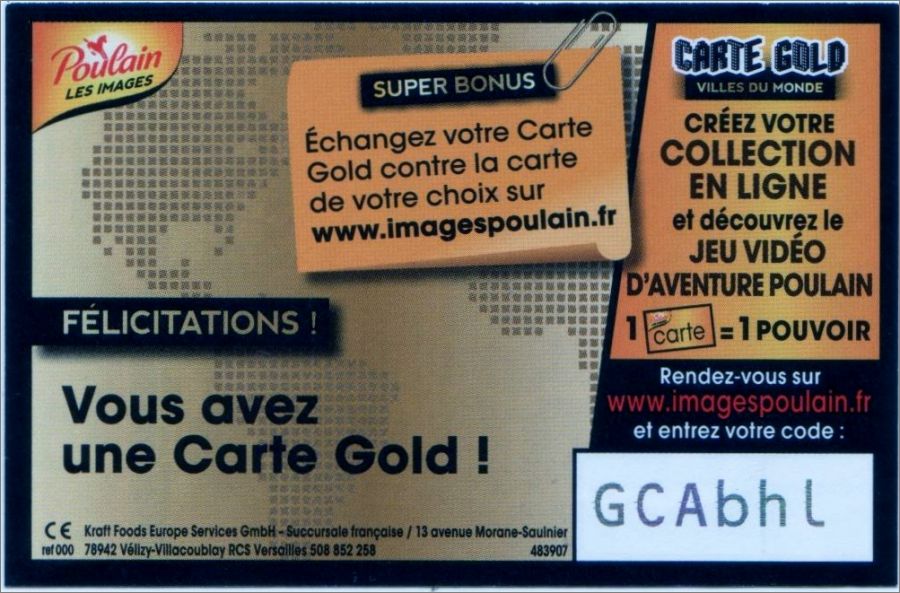 Poulain
LES IMAGES
SUPER BONUS
Échangez votre Carte
Gold contre la carte
de votre choix sur
www.imagespoulain.fr
FÉLICITATIONS !
Vous avez
une Carte Gold !
CE Kraft Foods Europe Services GmbH - Succursale française / 13 avenue Morane-Saulnier
ref 000 78942 Vélizy-Villacoublay RCS Versailles 508 852 258 483907
CARTE GOLD
VILLES DU MONDE
CRÉEZ VOTRE
COLLECTION
EN LIGNE
et découvrez le
JEU VIDÉO
D'AVENTURE POULAIN
1 carte = 1 POUVOIR
Rendez-vous sur
www.imagespoulain.fr
et entrez votre code :
GCAbhl